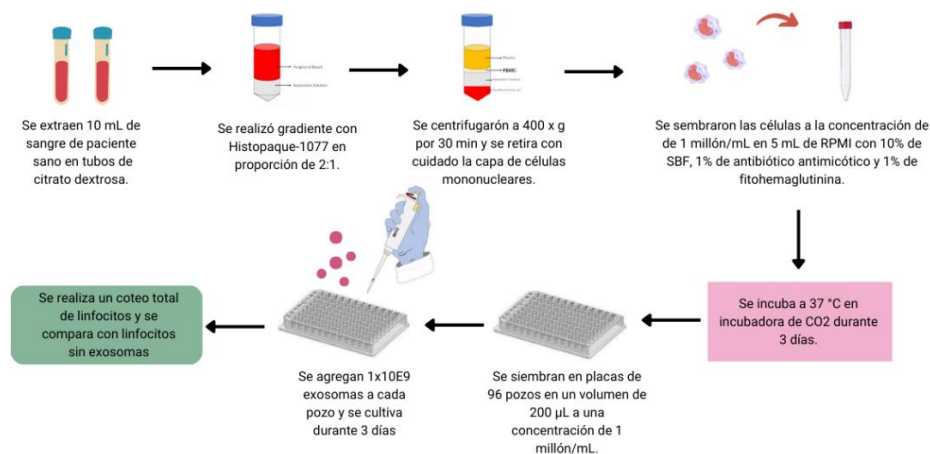 Se extraen 10 mL de
sangre de paciente
sano en tubos de
citrato dextrosa.
Se realizó gradiente con
Histopaque-1077 en
proporción de 2:1.
PBMC
Se centrifugarón a 400 x g
por 30 min y se retira con
cuidado la capa de células
mononucleares.
Se sembraron las células a la concentración de
de 1 millón/mL en 5 mL de RPMI con 10% de
SBF, 1% de antibiótico antimicótico y 1% de
fitohemaglutinina.
Se incuba a 37 °C en
incubadora de CO2 durante
3 días.
Se siembran en placas de
96 pozos en un volumen de
200 µL a una
concentración de 1
millón/mL.
Se agregan 1x10E9
exosomas a cada
pozo y se cultiva
durante 3 días
Se realiza un coteo total
de linfocitos y se
compara con linfocitos
sin exosomas